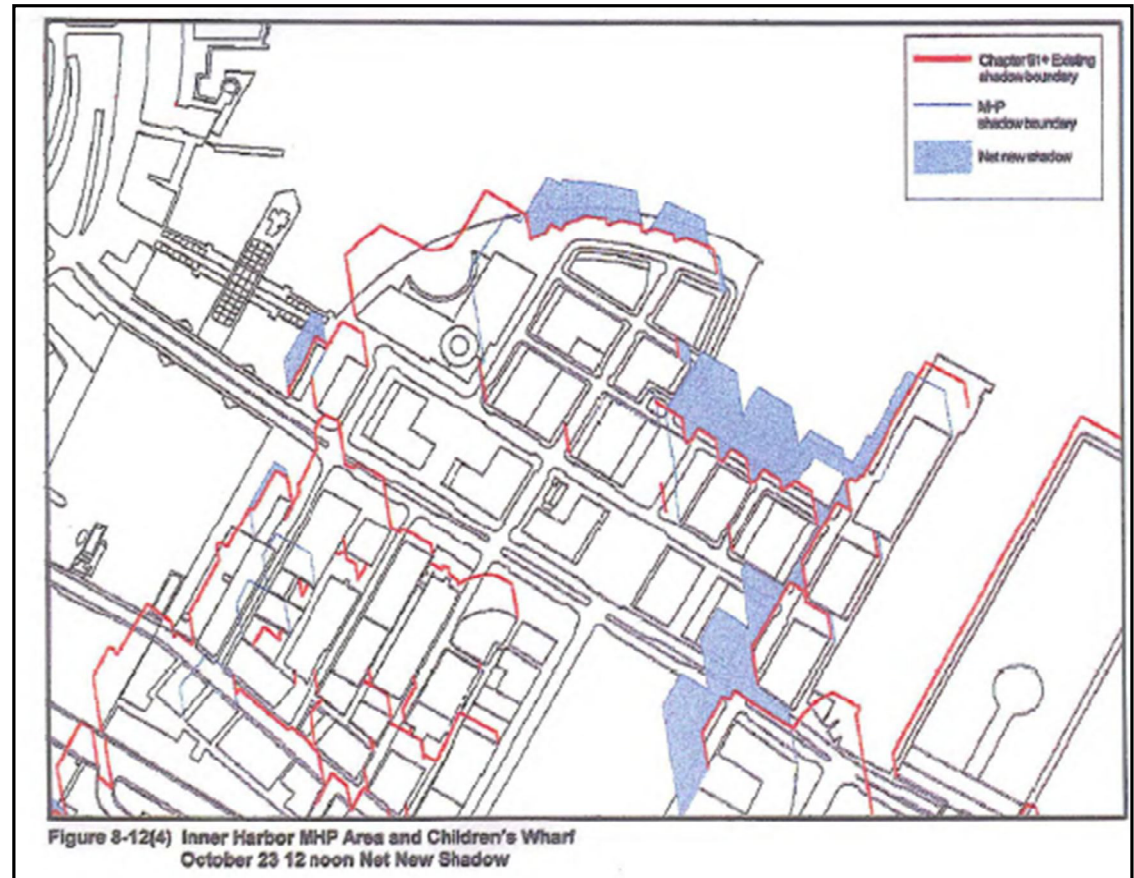 Chapter 91+ Existing
shadow boundary
MHP
shadow boundary
Net new shadow
Figure 8-12(4) Inner Harbor MHP Area and Children's Wharf
October 23 12 noon Net New Shadow